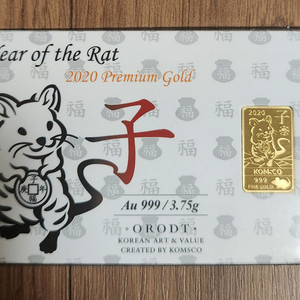 Year of the Rat
2020 Premium Gold
子
Au 999 / 3.75g
· ORODT ·
KOREAN ART & VALUE
CREATED BY KOMSCO
2020
子
KOMSCO
999
FINE GOLD
福